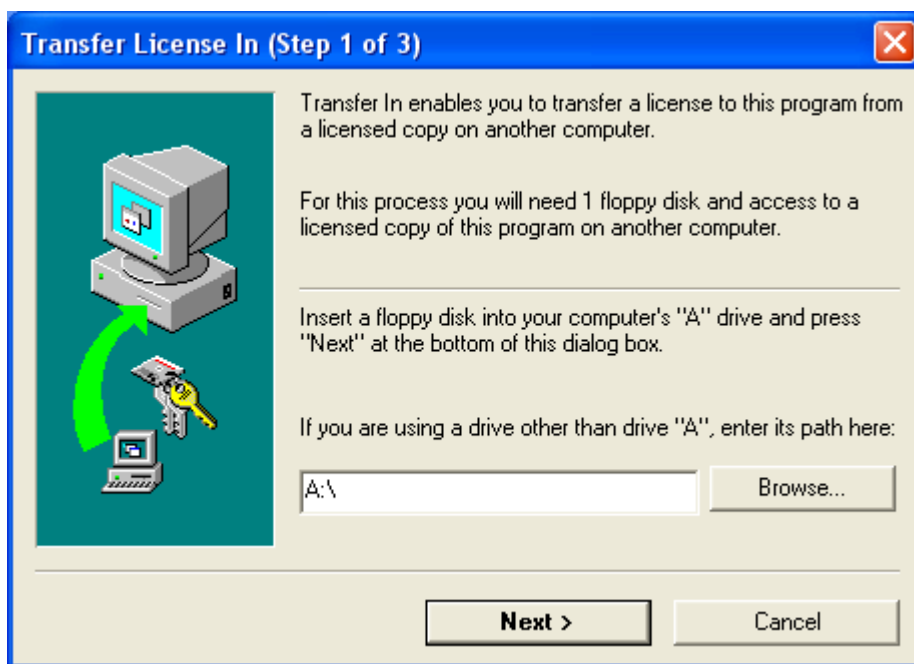 Transfer License In (Step 1 of 3)
Transfer In enables you to transfer a license to this program from
a licensed copy on another computer.
For this process you will need 1 floppy disk and access to a
licensed copy of this program on another computer.
Insert a floppy disk into your computer's "A" drive and press
"Next" at the bottom of this dialog box.
If you are using a drive other than drive "A", enter its path here:
A:\
Browse...
Next >
Cancel